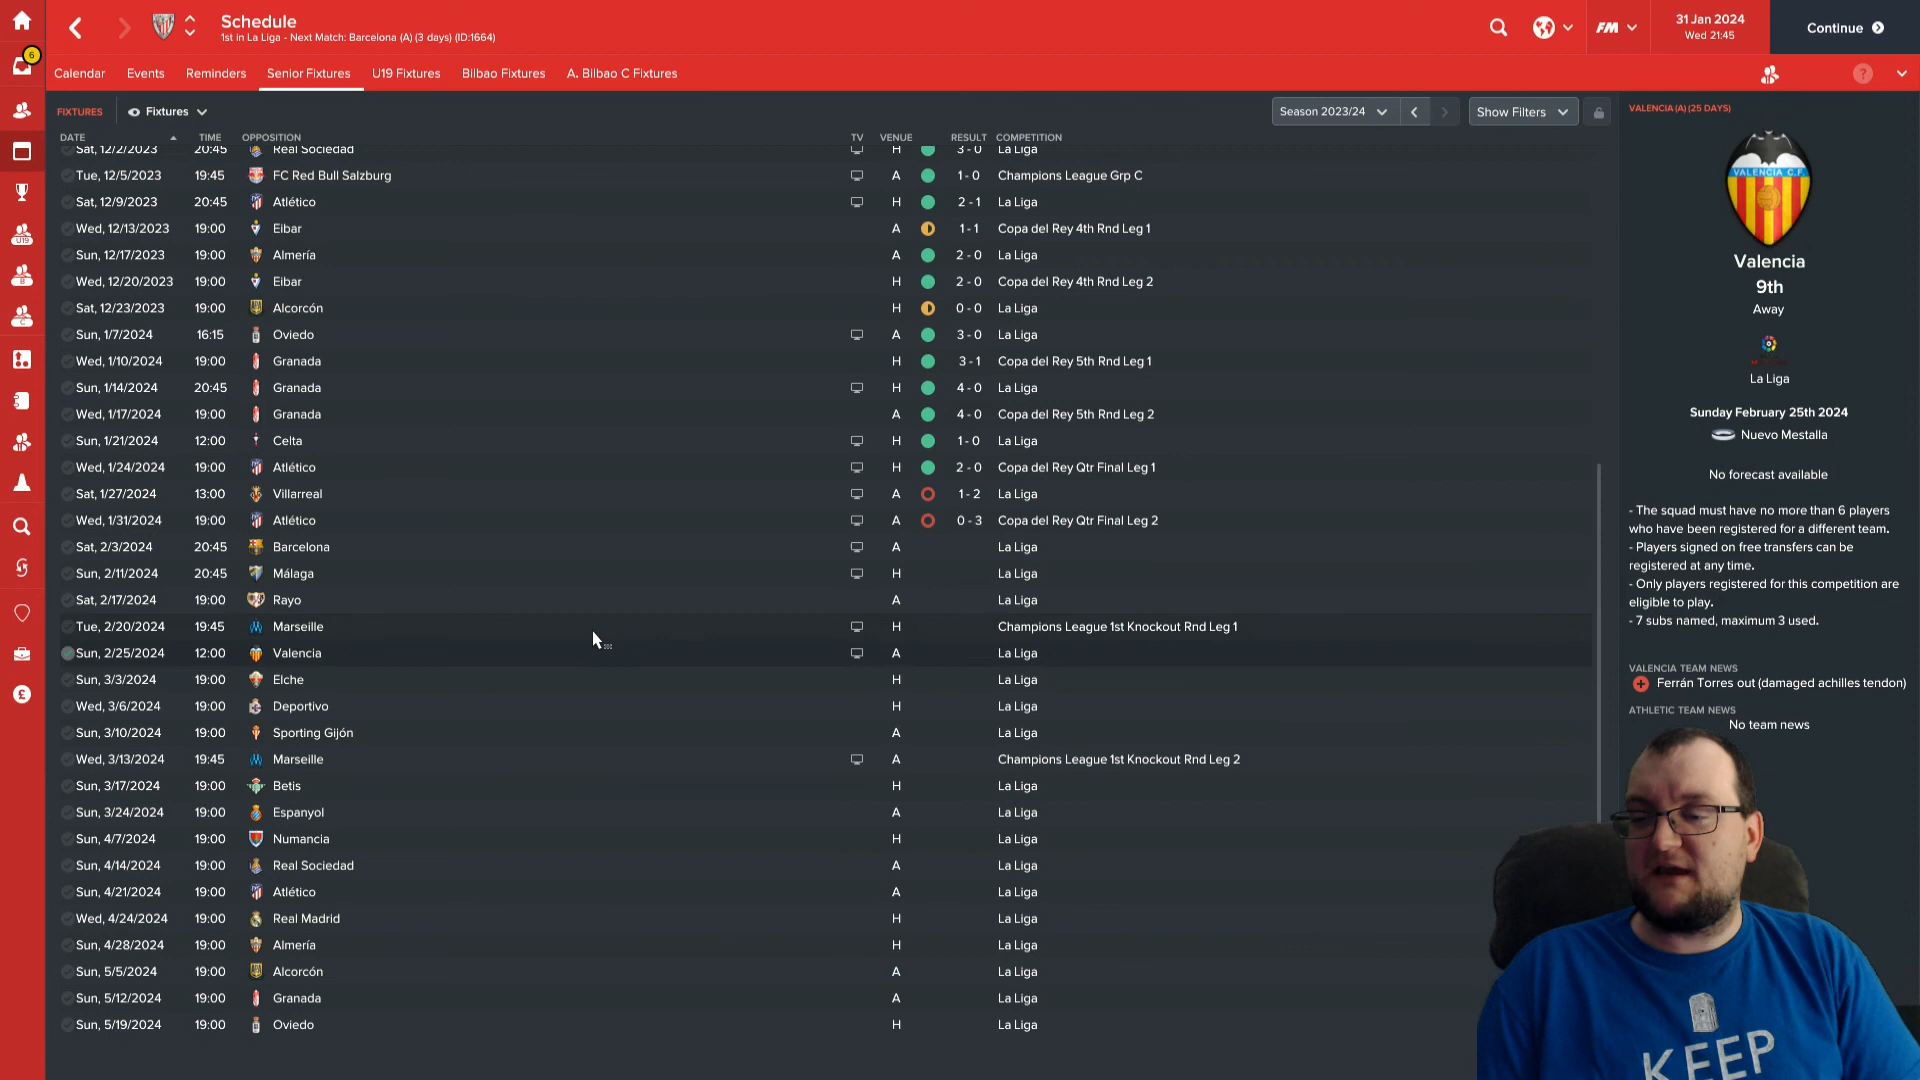 Schedule
1st in La Liga - Next Match: Barcelona (A) (3 days) (ID:1664)
FM
31 Jan 2024
Wed 21:45
Continue
6
Calendar Events Reminders Senior Fixtures U19 Fixtures Bilbao Fixtures A. Bilbao C Fixtures
?
FIXTURES Fixtures Season 2023/24 Show Filters
DATE TIME OPPOSITION TV VENUE RESULT COMPETITION
Sat, 12/2/2023 20:45 Real Sociedad H 3 - 0 La Liga
Tue, 12/5/2023 19:45 FC Red Bull Salzburg A 1 - 0 Champions League Grp C
Sat, 12/9/2023 20:45 Atlético H 2 - 1 La Liga
Wed, 12/13/2023 19:00 Eibar A 1 - 1 Copa del Rey 4th Rnd Leg 1
Sun, 12/17/2023 19:00 Almería A 2 - 0 La Liga
Wed, 12/20/2023 19:00 Eibar H 2 - 0 Copa del Rey 4th Rnd Leg 2
Sat, 12/23/2023 19:00 Alcorcón H 0 - 0 La Liga
Sun, 1/7/2024 16:15 Oviedo A 3 - 0 La Liga
Wed, 1/10/2024 19:00 Granada H 3 - 1 Copa del Rey 5th Rnd Leg 1
Sun, 1/14/2024 20:45 Granada H 4 - 0 La Liga
Wed, 1/17/2024 19:00 Granada A 4 - 0 Copa del Rey 5th Rnd Leg 2
Sun, 1/21/2024 12:00 Celta H 1 - 0 La Liga
Wed, 1/24/2024 19:00 Atlético H 2 - 0 Copa del Rey Qtr Final Leg 1
Sat, 1/27/2024 13:00 Villarreal A 1 - 2 La Liga
Wed, 1/31/2024 19:00 Atlético A 0 - 3 Copa del Rey Qtr Final Leg 2
Sat, 2/3/2024 20:45 Barcelona A La Liga
Sun, 2/11/2024 20:45 Málaga H La Liga
Sat, 2/17/2024 19:00 Rayo A La Liga
Tue, 2/20/2024 19:45 Marseille H Champions League 1st Knockout Rnd Leg 1
Sun, 2/25/2024 12:00 Valencia A La Liga
Sun, 3/3/2024 19:00 Elche H La Liga
Wed, 3/6/2024 19:00 Deportivo H La Liga
Sun, 3/10/2024 19:00 Sporting Gijón A La Liga
Wed, 3/13/2024 19:45 Marseille A Champions League 1st Knockout Rnd Leg 2
Sun, 3/17/2024 19:00 Betis H La Liga
Sun, 3/24/2024 19:00 Espanyol A La Liga
Sun, 4/7/2024 19:00 Numancia H La Liga
Sun, 4/14/2024 19:00 Real Sociedad A La Liga
Sun, 4/21/2024 19:00 Atlético A La Liga
Wed, 4/24/2024 19:00 Real Madrid H La Liga
Sun, 4/28/2024 19:00 Almería H La Liga
Sun, 5/5/2024 19:00 Alcorcón A La Liga
Sun, 5/12/2024 19:00 Granada A La Liga
Sun, 5/19/2024 19:00 Oviedo H La Liga
VALENCIA (A) (25 DAYS)
VALENCIA C.F.
Valencia
9th
Away
La Liga
Sunday February 25th 2024
Nuevo Mestalla
No forecast available
- The squad must have no more than 6 players
who have been registered for a different team.
- Players signed on free transfers can be
registered at any time.
- Only players registered for this competition are
eligible to play.
- 7 subs named, maximum 3 used.
VALENCIA TEAM NEWS
Ferrán Torres out (damaged achilles tendon)
ATHLETIC TEAM NEWS
No team news
U19
B
C
KEEP